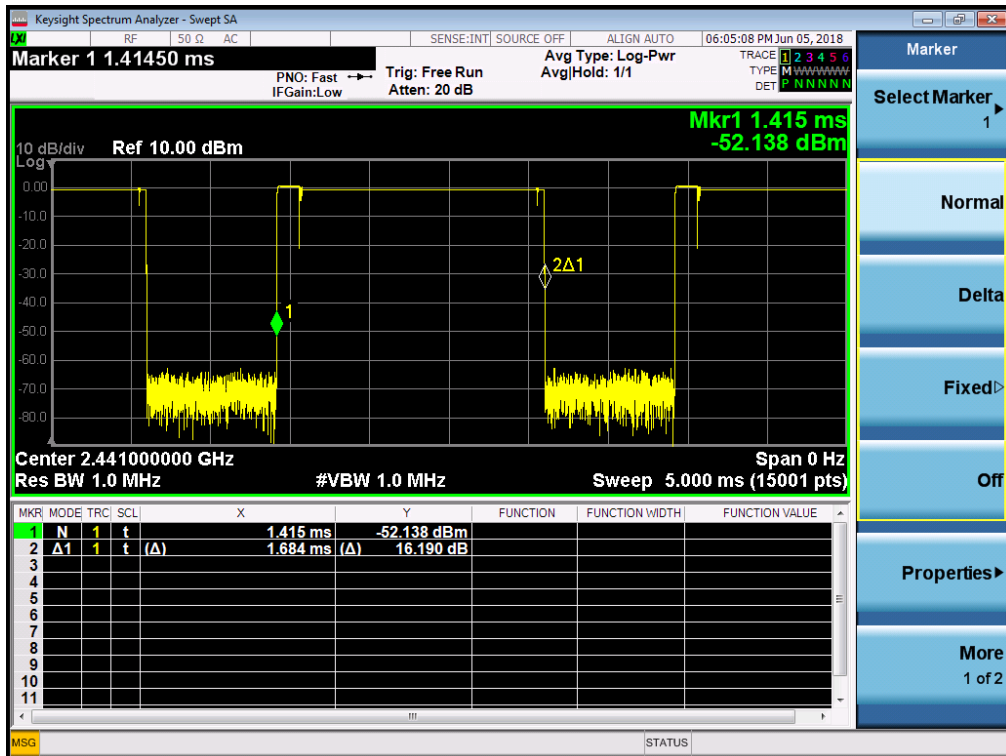 Keysight Spectrum Analyzer - Swept SA
LXI RF 50 Ω AC SENSE:INT SOURCE OFF ALIGN AUTO 06:05:08 PM Jun 05, 2018
Marker 1 1.41450 ms
PNO: Fast
IFGain:Low
Trig: Free Run
Atten: 20 dB
Avg Type: Log-Pwr
Avg|Hold: 1/1
TRACE 1 2 3 4 5 6
TYPE M WWWWW
DET P N N N N N
Mkr1 1.415 ms
-52.138 dBm
10 dB/div Ref 10.00 dBm
Log
0.00
-10.0
-20.0
-30.0
-40.0
-50.0
-60.0
-70.0
-80.0
2Δ1
1
Center 2.441000000 GHz Span 0 Hz
Res BW 1.0 MHz #VBW 1.0 MHz Sweep 5.000 ms (15001 pts)
MKR MODE TRC SCL X Y FUNCTION FUNCTION WIDTH FUNCTION VALUE
1 N 1 t 1.415 ms -52.138 dBm
2 Δ1 1 t (Δ) 1.684 ms (Δ) 16.190 dB
3
4
5
6
7
8
9
10
11
MSG STATUS
Marker
Select Marker
1
Normal
Delta
Fixed
Off
Properties
More
1 of 2